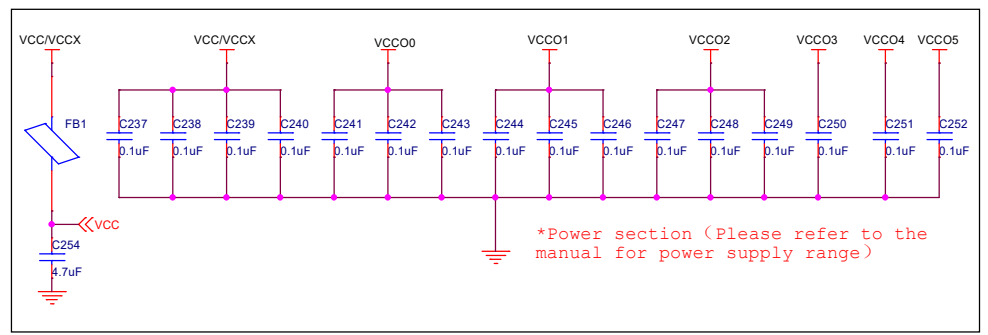 VCC/VCCX VCC/VCCX VCCO0 VCCO1 VCCO2 VCCO3 VCCO4 VCCO5
FB1 C237 C238 C239 C240 C241 C242 C243 C244 C245 C246 C247 C248 C249 C250 C251 C252
0.1uF 0.1uF 0.1uF 0.1uF 0.1uF 0.1uF 0.1uF 0.1uF 0.1uF 0.1uF 0.1uF 0.1uF 0.1uF 0.1uF 0.1uF 0.1uF
VCC
C254
4.7uF
*Power section（Please refer to the
manual for power supply range）